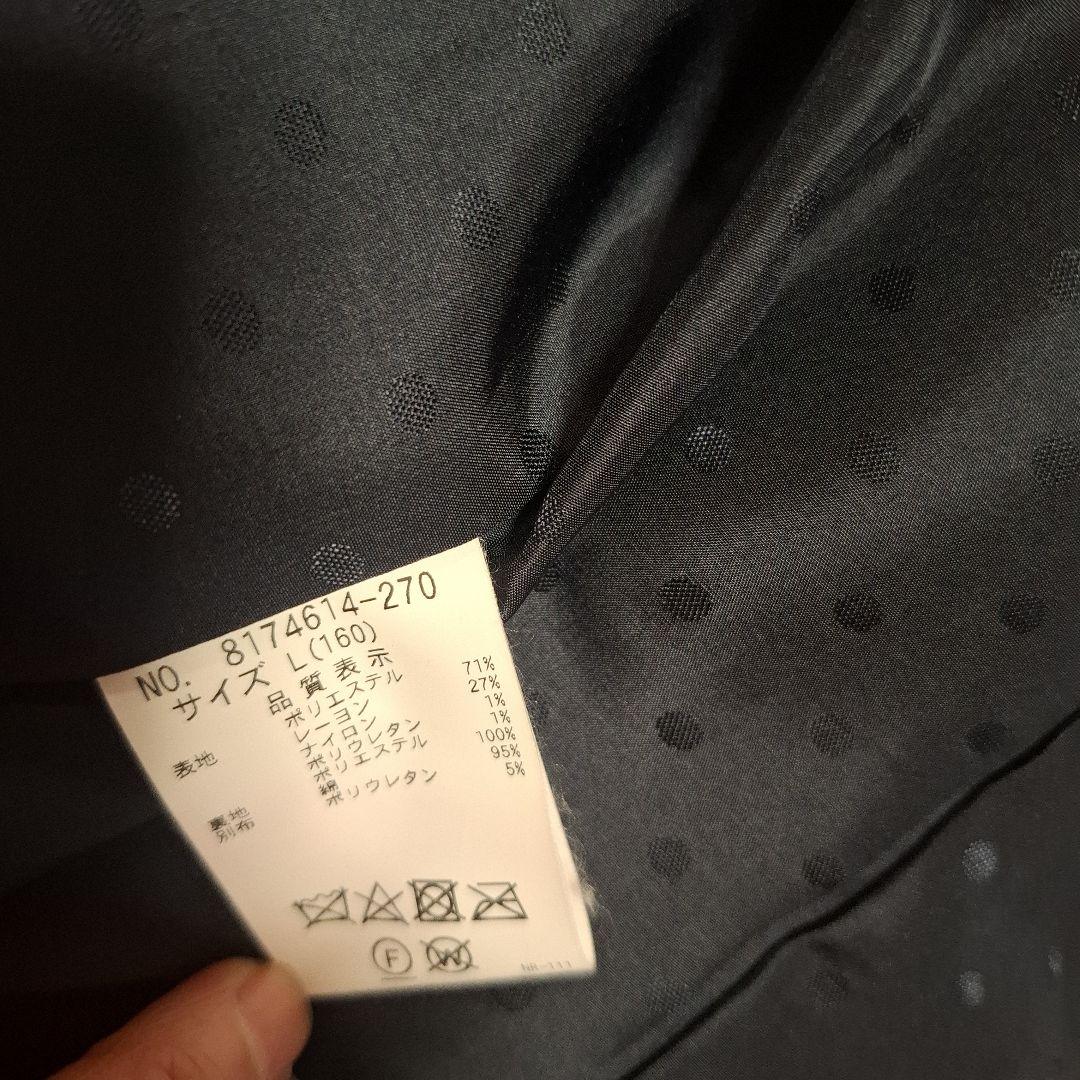 NO. 8174614-270
サイズ L(160)
品質表示
表地 ポリエステル 71%
レーヨン 27%
ナイロン 1%
ポリウレタン 1%
裏地 ポリエステル 100%
別布 綿 95%
ポリウレタン 5%
F W
NR-111